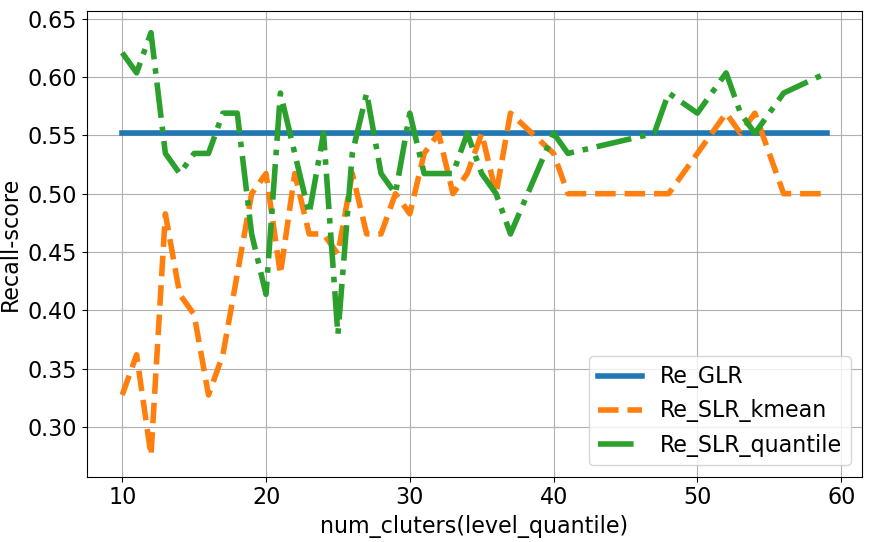 0.65
0.60
0.55
0.50
0.45
0.40
0.35
0.30
Recall-score
10 20 30 40 50 60
num_cluters(level_quantile)
Re_GLR
Re_SLR_kmean
Re_SLR_quantile